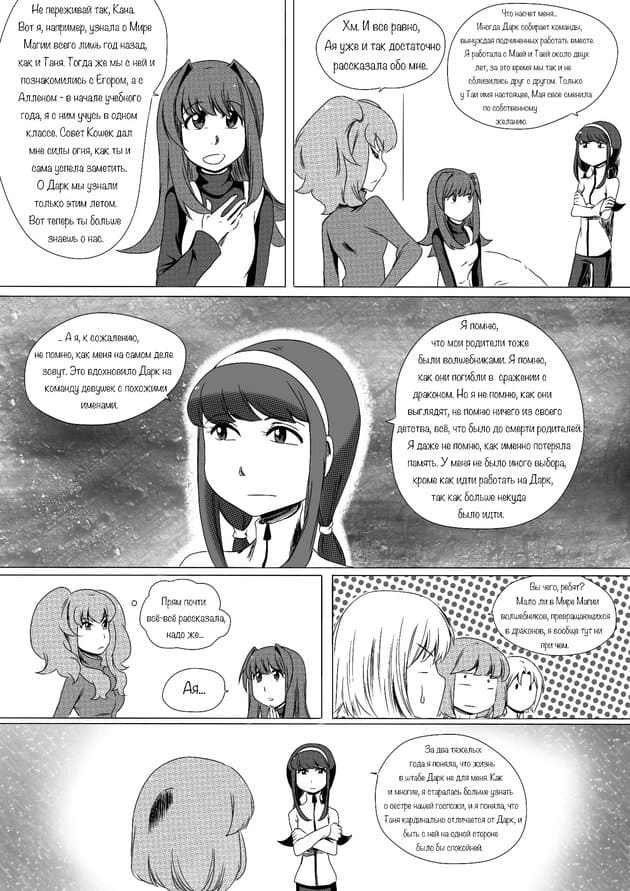 Не переживай так, Кана.
Вот я, например, узнала о Мире
Магии всего лишь год назад,
как и Таня. Тогда же мы с ней и
познакомились с Егором, а с
Алленом - в начале учебного
года, я с ним учусь в одном
классе. Совет Кошек дал
мне силы огня, как ты и
сама успела заметить.
О Дарк мы узнали
только этим летом.
Вот теперь ты больше
знаешь о нас.
Хм. И все равно,
Ая уже и так достаточно
рассказала обо мне.
Что насчет меня...
Иногда Дарк собирает команды,
вынуждая подчиненных работать вместе.
Я работала с Маей и Таей около двух
лет, за это время мы так и не
сблизились друг с другом. Только
у Таи имя настоящее, Мая свое сменила
по собственному
желанию.
... А я, к сожалению,
не помню, как меня на самом деле
зовут. Это вдохновило Дарк на
команду девушек с похожими
именами.
Я помню,
что мои родители тоже
были волшебниками. Я помню,
как они погибли в сражении с
драконом. Но я не помню, как они
выглядят, не помню ничего из своего
детства, всё, что было до смерти родителей.
Я даже не помню, как именно потеряла
память. У меня не было иного выбора,
кроме как идти работать на Дарк,
так как больше некуда
было идти.
Прям почти
всё-всё рассказала,
надо же...
Ая...
Вы чего, ребят?
Мало ли в Мире Магии
волшебников, превращающихся
в драконов, я вообще тут ни
при чем.
За два тяжелых
года я поняла, что жизнь
в штабе Дарк не для меня. Как
и многие, я старалась больше узнать
о сестре нашей госпожи, и я поняла, что
Таня кардинально отличается от Дарк, и
быть с ней на одной стороне
было бы спокойней.